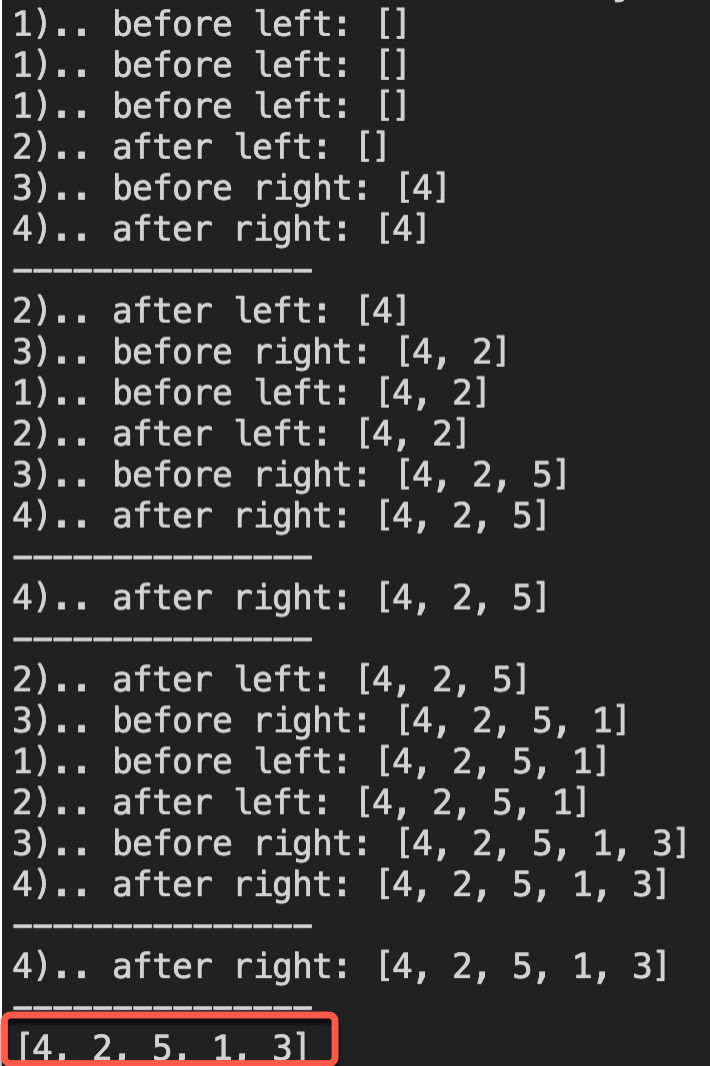 1).. before left: []
1).. before left: []
1).. before left: []
2).. after left: []
3).. before right: [4]
4).. after right: [4]
---------------
2).. after left: [4]
3).. before right: [4, 2]
1).. before left: [4, 2]
2).. after left: [4, 2]
3).. before right: [4, 2, 5]
4).. after right: [4, 2, 5]
---------------
4).. after right: [4, 2, 5]
---------------
2).. after left: [4, 2, 5]
3).. before right: [4, 2, 5, 1]
1).. before left: [4, 2, 5, 1]
2).. after left: [4, 2, 5, 1]
3).. before right: [4, 2, 5, 1, 3]
4).. after right: [4, 2, 5, 1, 3]
---------------
4).. after right: [4, 2, 5, 1, 3]
---------------
[4, 2, 5, 1, 3]